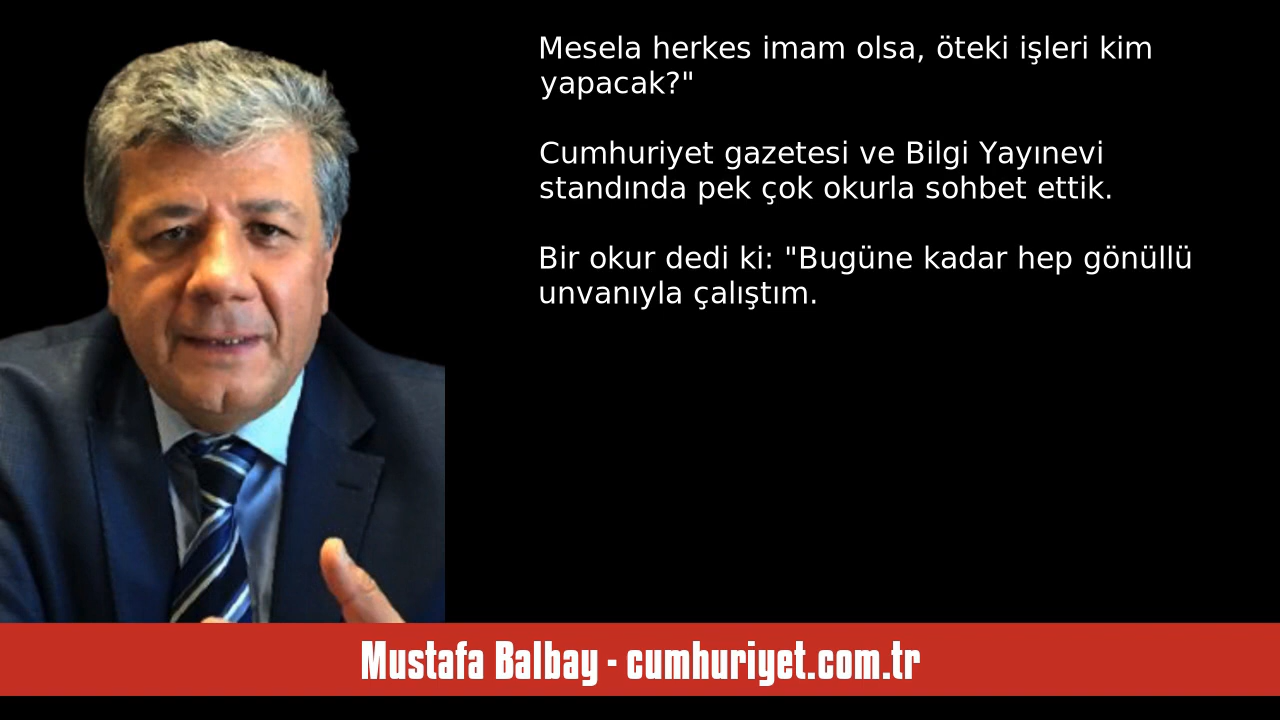 Mesela herkes imam olsa, öteki işleri kim
yapacak?"
Cumhuriyet gazetesi ve Bilgi Yayınevi
standında pek çok okurla sohbet ettik.
Bir okur dedi ki: "Bugüne kadar hep gönüllü
unvanıyla çalıştım.
Mustafa Balbay - cumhuriyet.com.tr